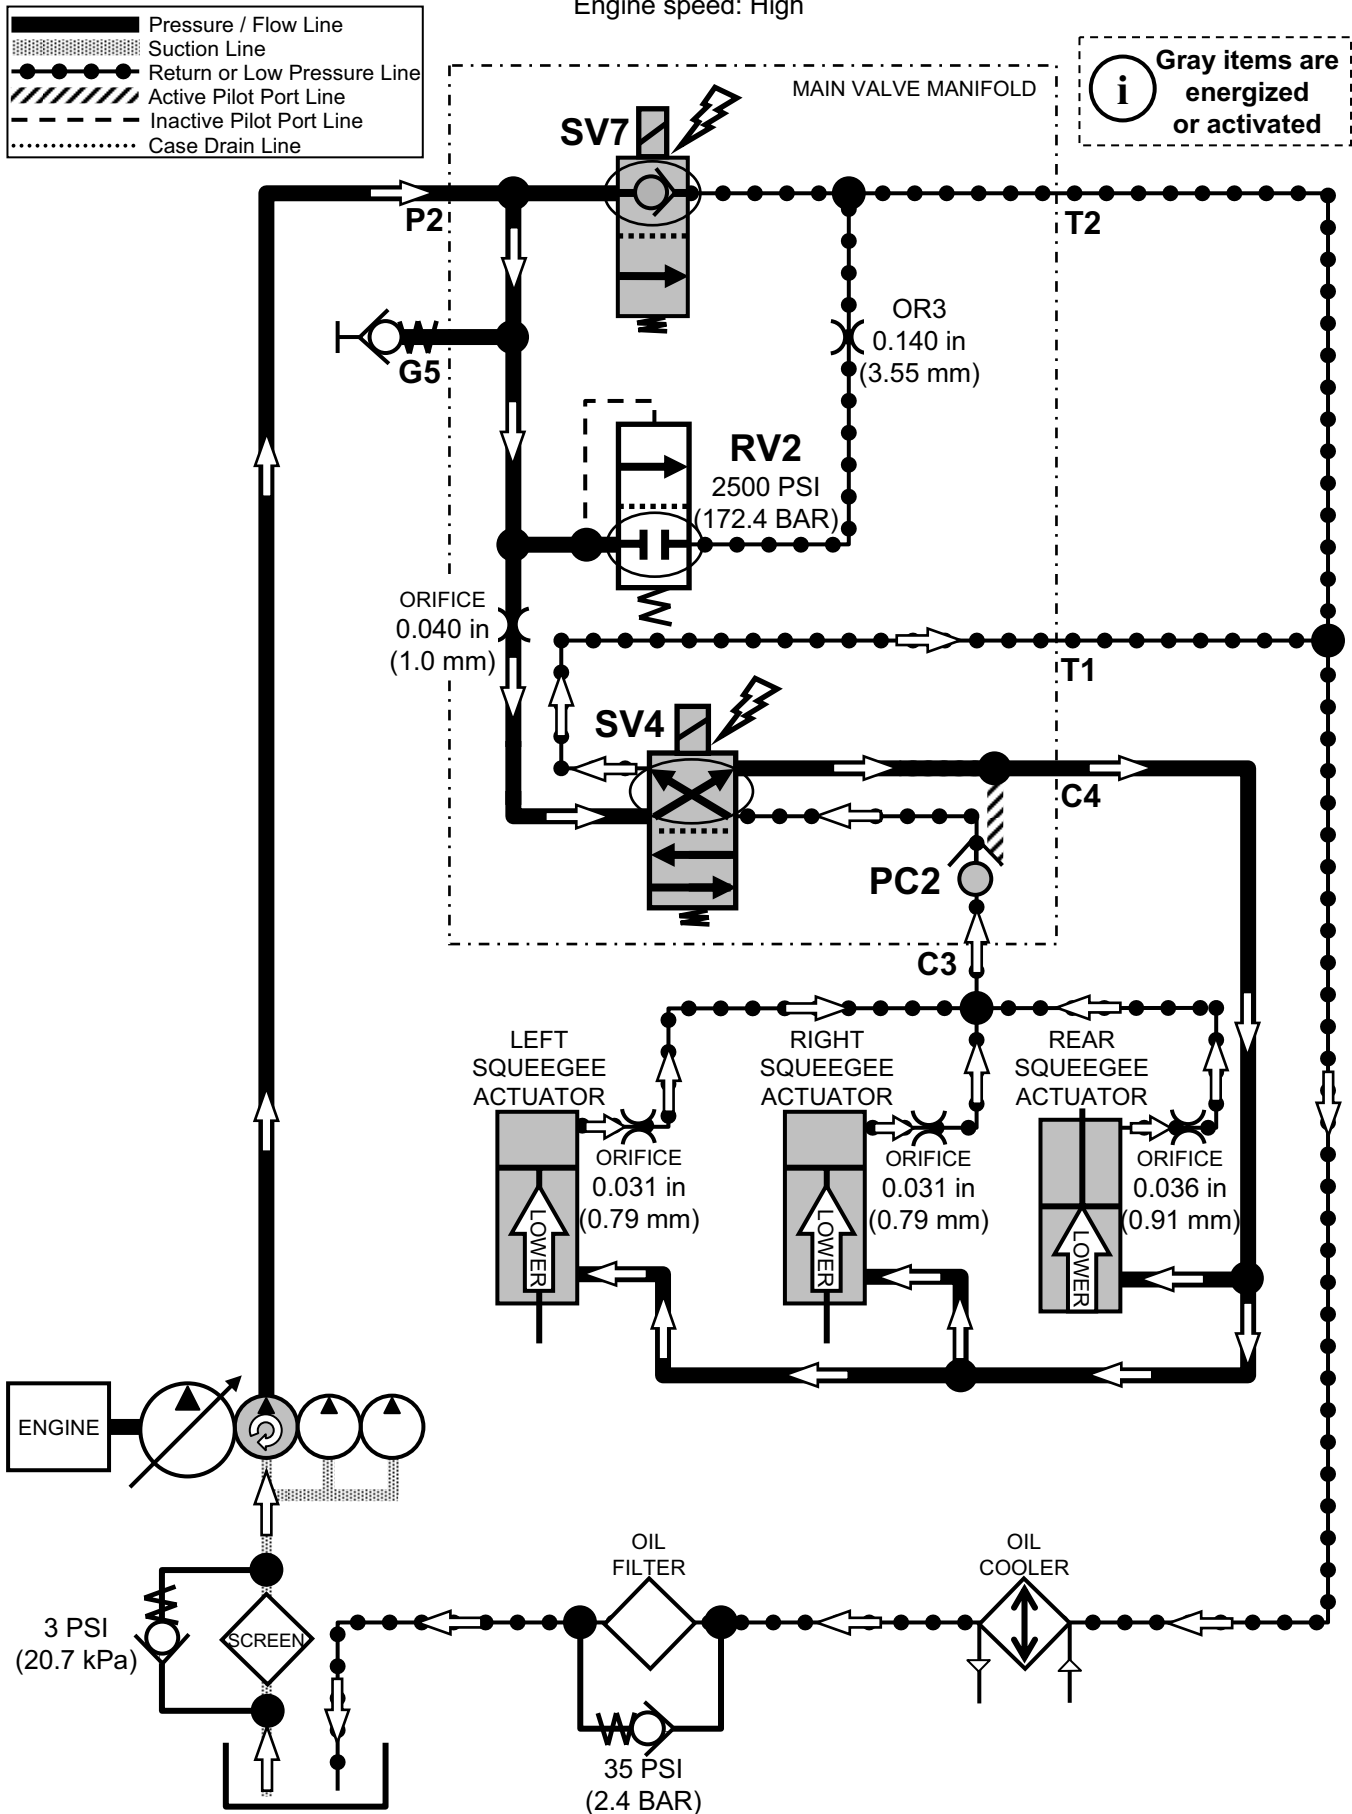 Engine speed: High
Pressure / Flow Line
Suction Line
Return or Low Pressure Line
Active Pilot Port Line
Inactive Pilot Port Line
Case Drain Line
MAIN VALVE MANIFOLD
i
Gray items are
energized
or activated
SV7
P2
T2
G5
OR3
0.140 in
(3.55 mm)
RV2
2500 PSI
(172.4 BAR)
ORIFICE
0.040 in
(1.0 mm)
T1
SV4
C4
PC2
C3
LEFT
SQUEEGEE
ACTUATOR
RIGHT
SQUEEGEE
ACTUATOR
REAR
SQUEEGEE
ACTUATOR
ORIFICE
0.031 in
(0.79 mm)
ORIFICE
0.031 in
(0.79 mm)
ORIFICE
0.036 in
(0.91 mm)
LOWER
LOWER
LOWER
ENGINE
OIL
FILTER
OIL
COOLER
3 PSI
(20.7 kPa)
SCREEN
35 PSI
(2.4 BAR)